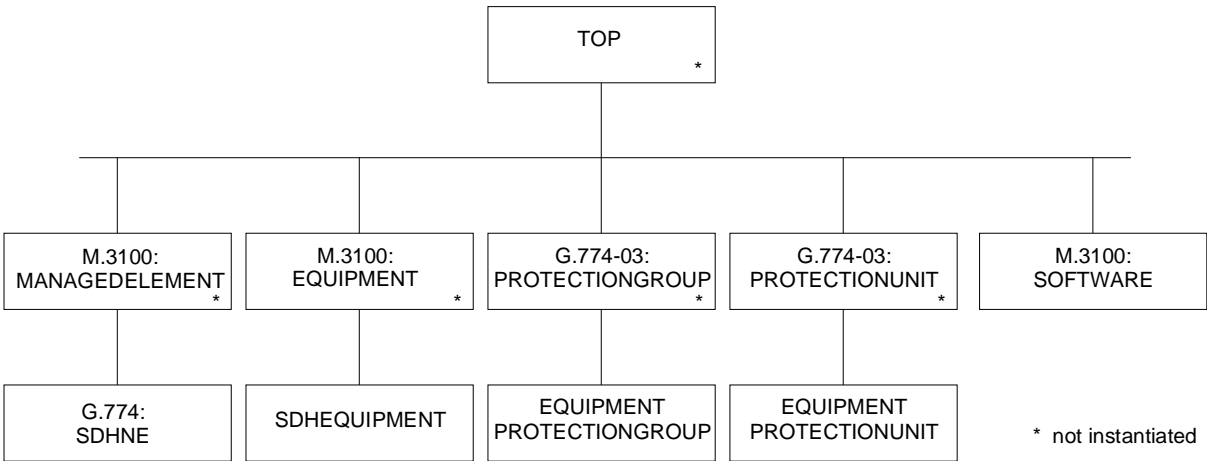 TOP
*
M.3100:
MANAGEDELEMENT
*
M.3100:
EQUIPMENT
*
G.774-03:
PROTECTIONGROUP
*
G.774-03:
PROTECTIONUNIT
*
M.3100:
SOFTWARE
G.774:
SDHNE
SDHEQUIPMENT
EQUIPMENT
PROTECTIONGROUP
EQUIPMENT
PROTECTIONUNIT
* not instantiated